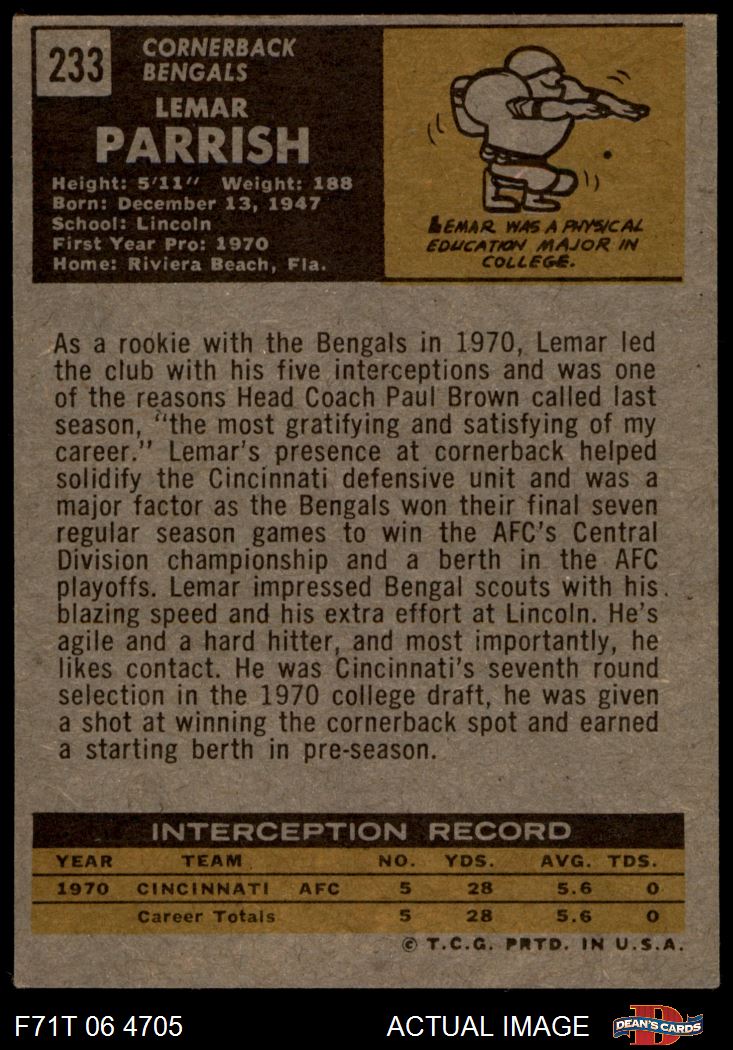 233
CORNERBACK
BENGALS
LEMAR
PARRISH
Height: 5'11" Weight: 188
Born: December 13, 1947
School: Lincoln
First Year Pro: 1970
Home: Riviera Beach, Fla.
LEMAR WAS A PHYSICAL
EDUCATION MAJOR IN
COLLEGE.
As a rookie with the Bengals in 1970, Lemar led
the club with his five interceptions and was one
of the reasons Head Coach Paul Brown called last
season, "the most gratifying and satisfying of my
career." Lemar's presence at cornerback helped
solidify the Cincinnati defensive unit and was a
major factor as the Bengals won their final seven
regular season games to win the AFC's Central
Division championship and a berth in the AFC
playoffs. Lemar impressed Bengal scouts with his
blazing speed and his extra effort at Lincoln. He's
agile and a hard hitter, and most importantly, he
likes contact. He was Cincinnati's seventh round
selection in the 1970 college draft, he was given
a shot at winning the cornerback spot and earned
a starting berth in pre-season.
INTERCEPTION RECORD
YEAR TEAM NO. YDS. AVG. TDS.
1970 CINCINNATI AFC 5 28 5.6 0
Career Totals 5 28 5.6 0
© T.C.G. PRTD. IN U.S.A.
F71T 06 4705 ACTUAL IMAGE DEAN'S CARDS